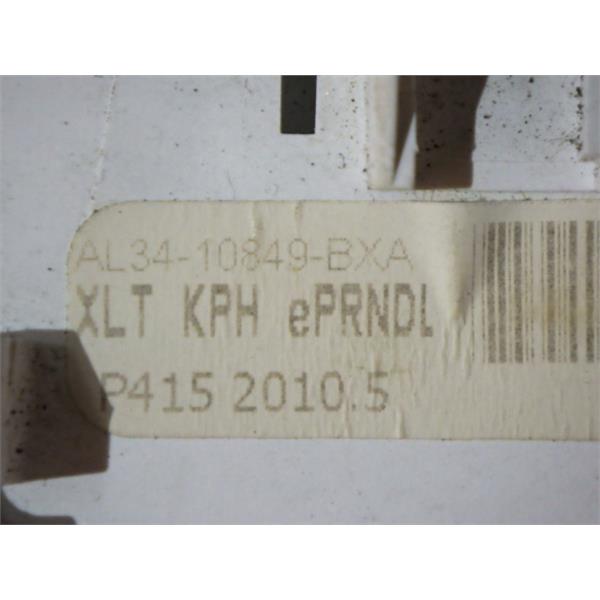 AL34-10849-BXA
XLT KPH ePRNDL
P415 2010.5